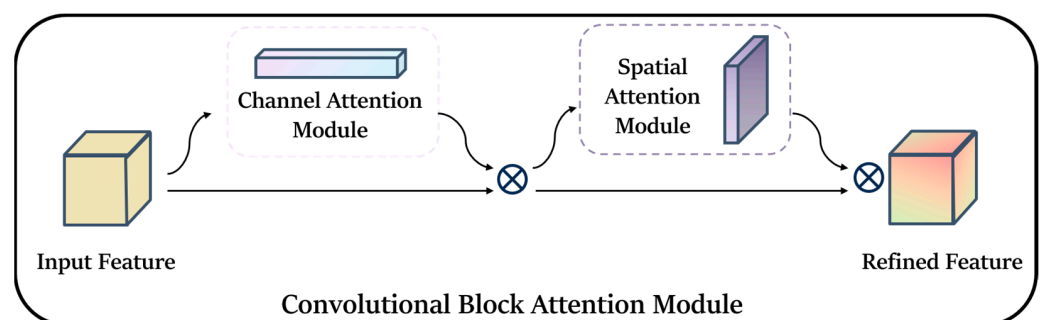 Channel Attention
Module
Spatial
Attention
Module
Input Feature
Refined Feature
Convolutional Block Attention Module